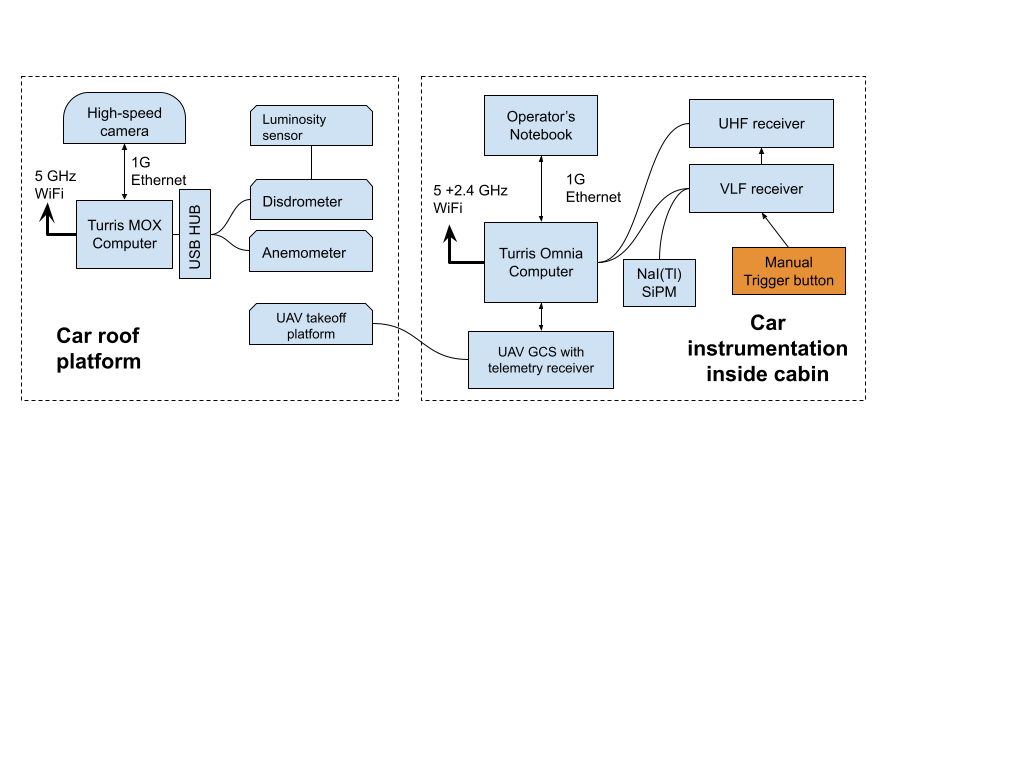 High-speed
camera
1G
Ethernet
5 GHz
WiFi
Turris MOX
Computer
USB HUB
Luminosity
sensor
Disdrometer
Anemometer
UAV takeoff
platform
Car roof
platform
Operator's
Notebook
1G
Ethernet
5 +2.4 GHz
WiFi
Turris Omnia
Computer
UAV GCS with
telemetry receiver
UHF receiver
VLF receiver
NaI(Tl)
SiPM
Manual
Trigger button
Car
instrumentation
inside cabin